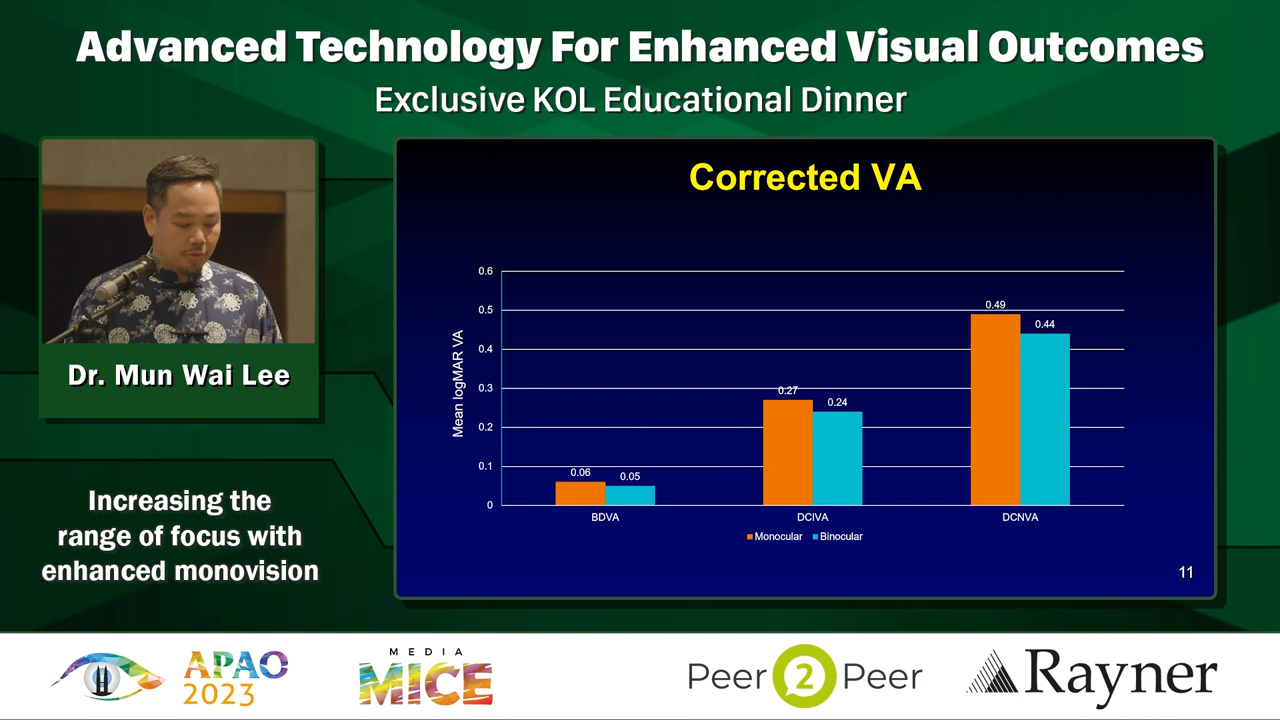 Advanced Technology For Enhanced Visual Outcomes
Exclusive KOL Educational Dinner
Dr. Mun Wai Lee
Increasing the
range of focus with
enhanced monovision
Corrected VA
Mean logMAR VA
0.6
0.5
0.4
0.3
0.2
0.1
0
0.06
0.05
0.27
0.24
0.49
0.44
BDVA
DCIVA
DCNVA
Monocular
Binocular
11
APAO
2023
MEDIA
MICE
Peer 2 Peer
Rayner